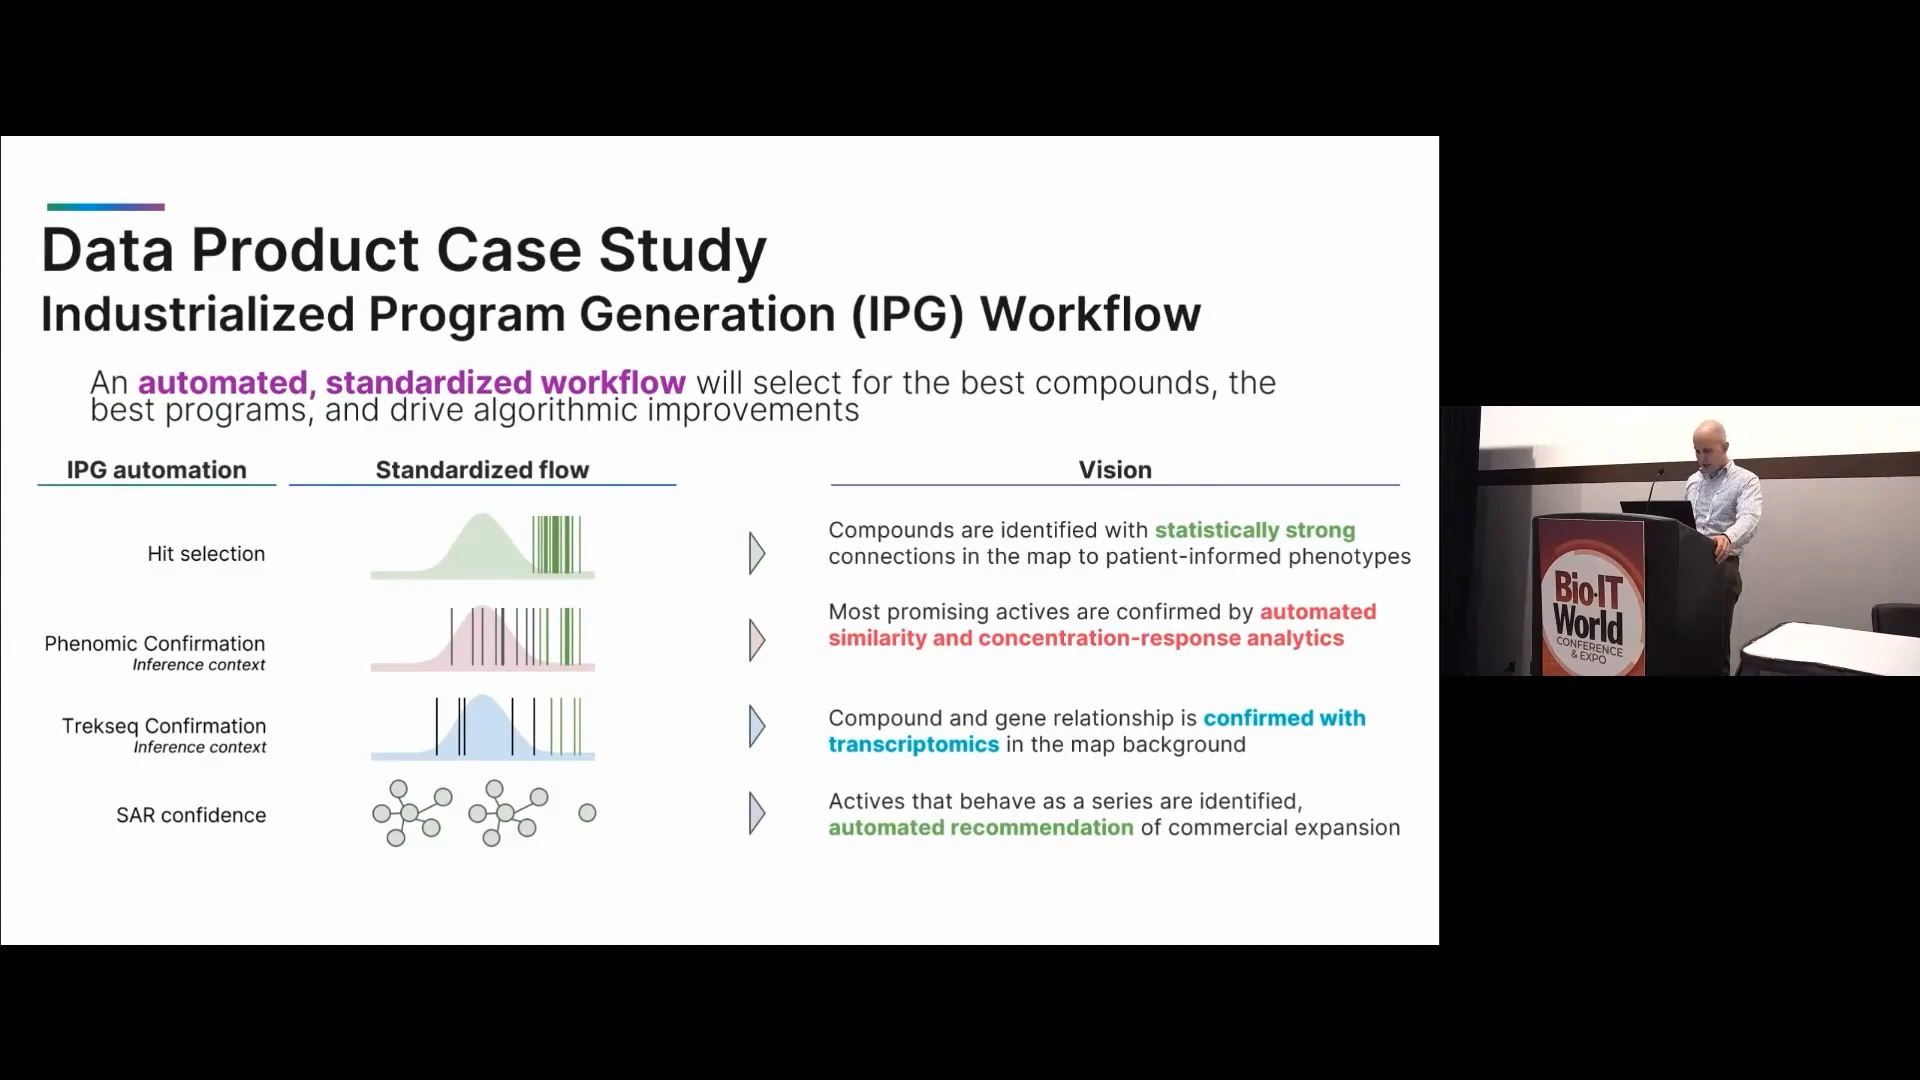 Data Product Case Study
Industrialized Program Generation (IPG) Workflow
An automated, standardized workflow will select for the best compounds, the
best programs, and drive algorithmic improvements
IPG automation
Standardized flow
Vision
Hit selection
Compounds are identified with statistically strong
connections in the map to patient-informed phenotypes
Phenomic Confirmation
Inference context
Most promising actives are confirmed by automated
similarity and concentration-response analytics
Trekseq Confirmation
Inference context
Compound and gene relationship is confirmed with
transcriptomics in the map background
SAR confidence
Actives that behave as a series are identified,
automated recommendation of commercial expansion
Bio-IT
World
CONFERENCE
& EXPO